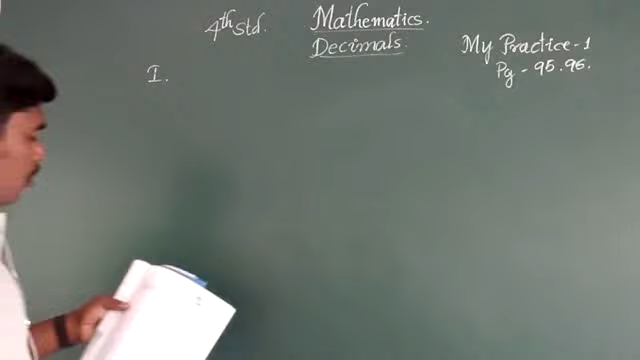 4th Std.
Mathematics.
Decimals.
My Practice-1
Pg - 95.96.
I.